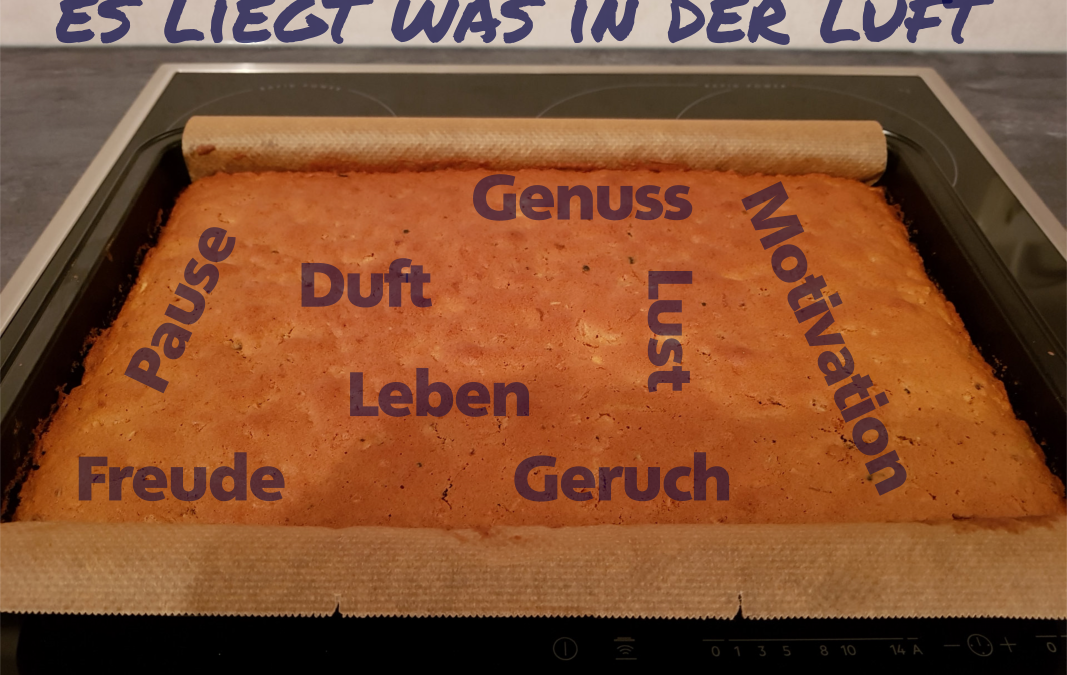 ES LIEGT WAS IN DER LUFT
Genuss
Motivation
Pause
Duft
Lust
Leben
Freude
Geruch
0 1 3 5 8 10 14 A
0